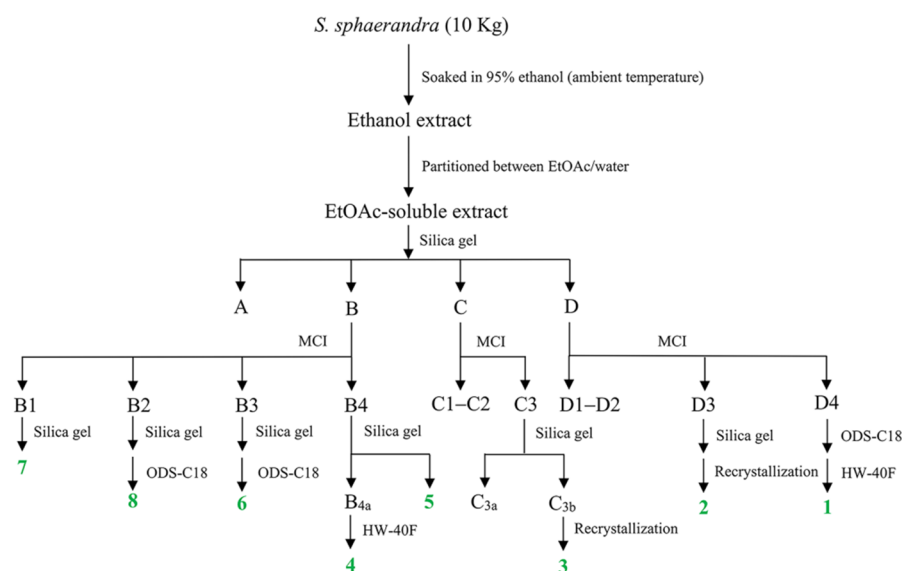 S. sphaerandra (10 Kg)
Soaked in 95% ethanol (ambient temperature)
Ethanol extract
Partitioned between EtOAc/water
EtOAc-soluble extract
Silica gel
A B C D
MCI MCI MCI
B1 B2 B3 B4 C1–C2 C3 D1–D2 D3 D4
Silica gel Silica gel Silica gel Silica gel Silica gel Silica gel ODS-C18
7 ODS-C18 ODS-C18 Recrystallization HW-40F
8 6 B4a 5 C3a C3b 2 1
HW-40F Recrystallization
4 3